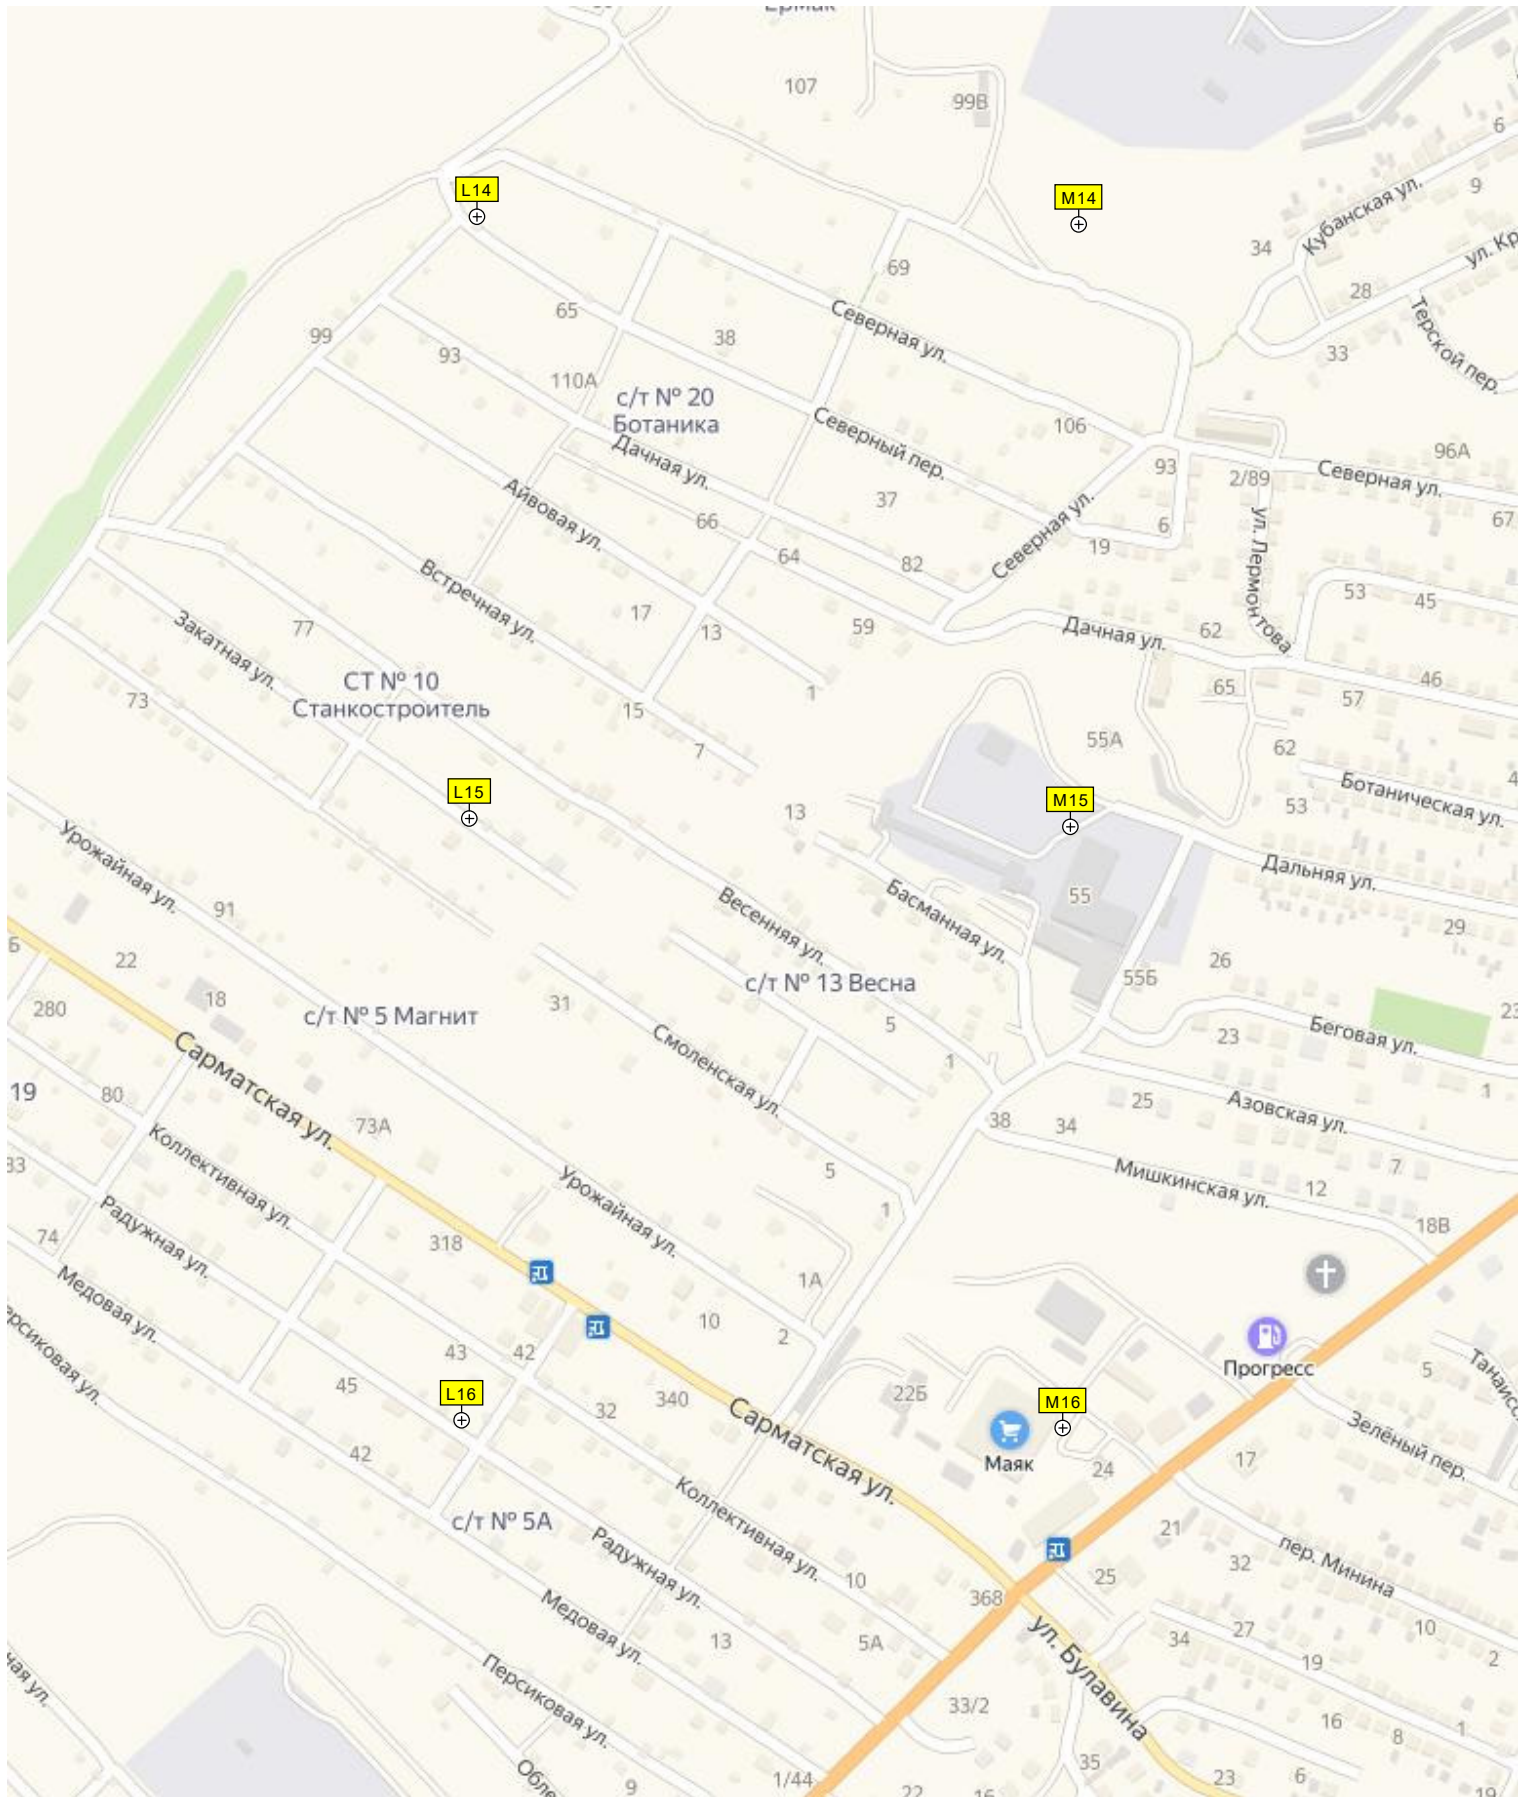 Ермак
107
99В
6
9
Кубанская ул.
34
ул. Кр
L14
M14
69
28
65
38
Северная ул.
Терской пер.
99
93
33
110А
с/т № 20
Ботаника
106
Северный пер.
96А
Дачная ул.
93
2/89
Северная ул.
Айвовая ул.
66
37
Северная ул.
6
67
19
64
82
ул. Лермонтова
Встречная ул.
53
45
17
Закатная ул.
77
13
59
Дачная ул.
62
СТ № 10
Станкостроитель
73
15
1
65
46
57
7
55А
62
L15
M15
13
53
4
Ботаническая ул.
Урожайная ул.
Дальняя ул.
91
Весенняя ул.
Басманная ул.
55
29
22
26
с/т № 13 Весна
55Б
18
280
31
с/т № 5 Магнит
5
23
23
Беговая ул.
Сарматская ул.
Смоленская ул.
1
1
19
80
73А
38
34
25
Азовская ул.
Коллективная ул.
33
5
7
Мишкинская ул.
12
Урожайная ул.
Радужная ул.
1
18В
74
318
Медовая ул.
1А
10
2
43
42
Прогресс
5
Танаисс
ерсиковая ул.
45
L16
32
340
22Б
M16
Сарматская ул.
Зелёный пер.
42
Маяк
24
17
Коллективная ул.
с/т № 5А
21
Радужная ул.
32
пер. Минина
10
25
368
Медовая ул.
13
5А
ул. Булавина
34
27
10
19
2
Персиковая ул.
ная ул.
33/2
16
8
1
Обле
9
1/44
22
16
35
23
6
19